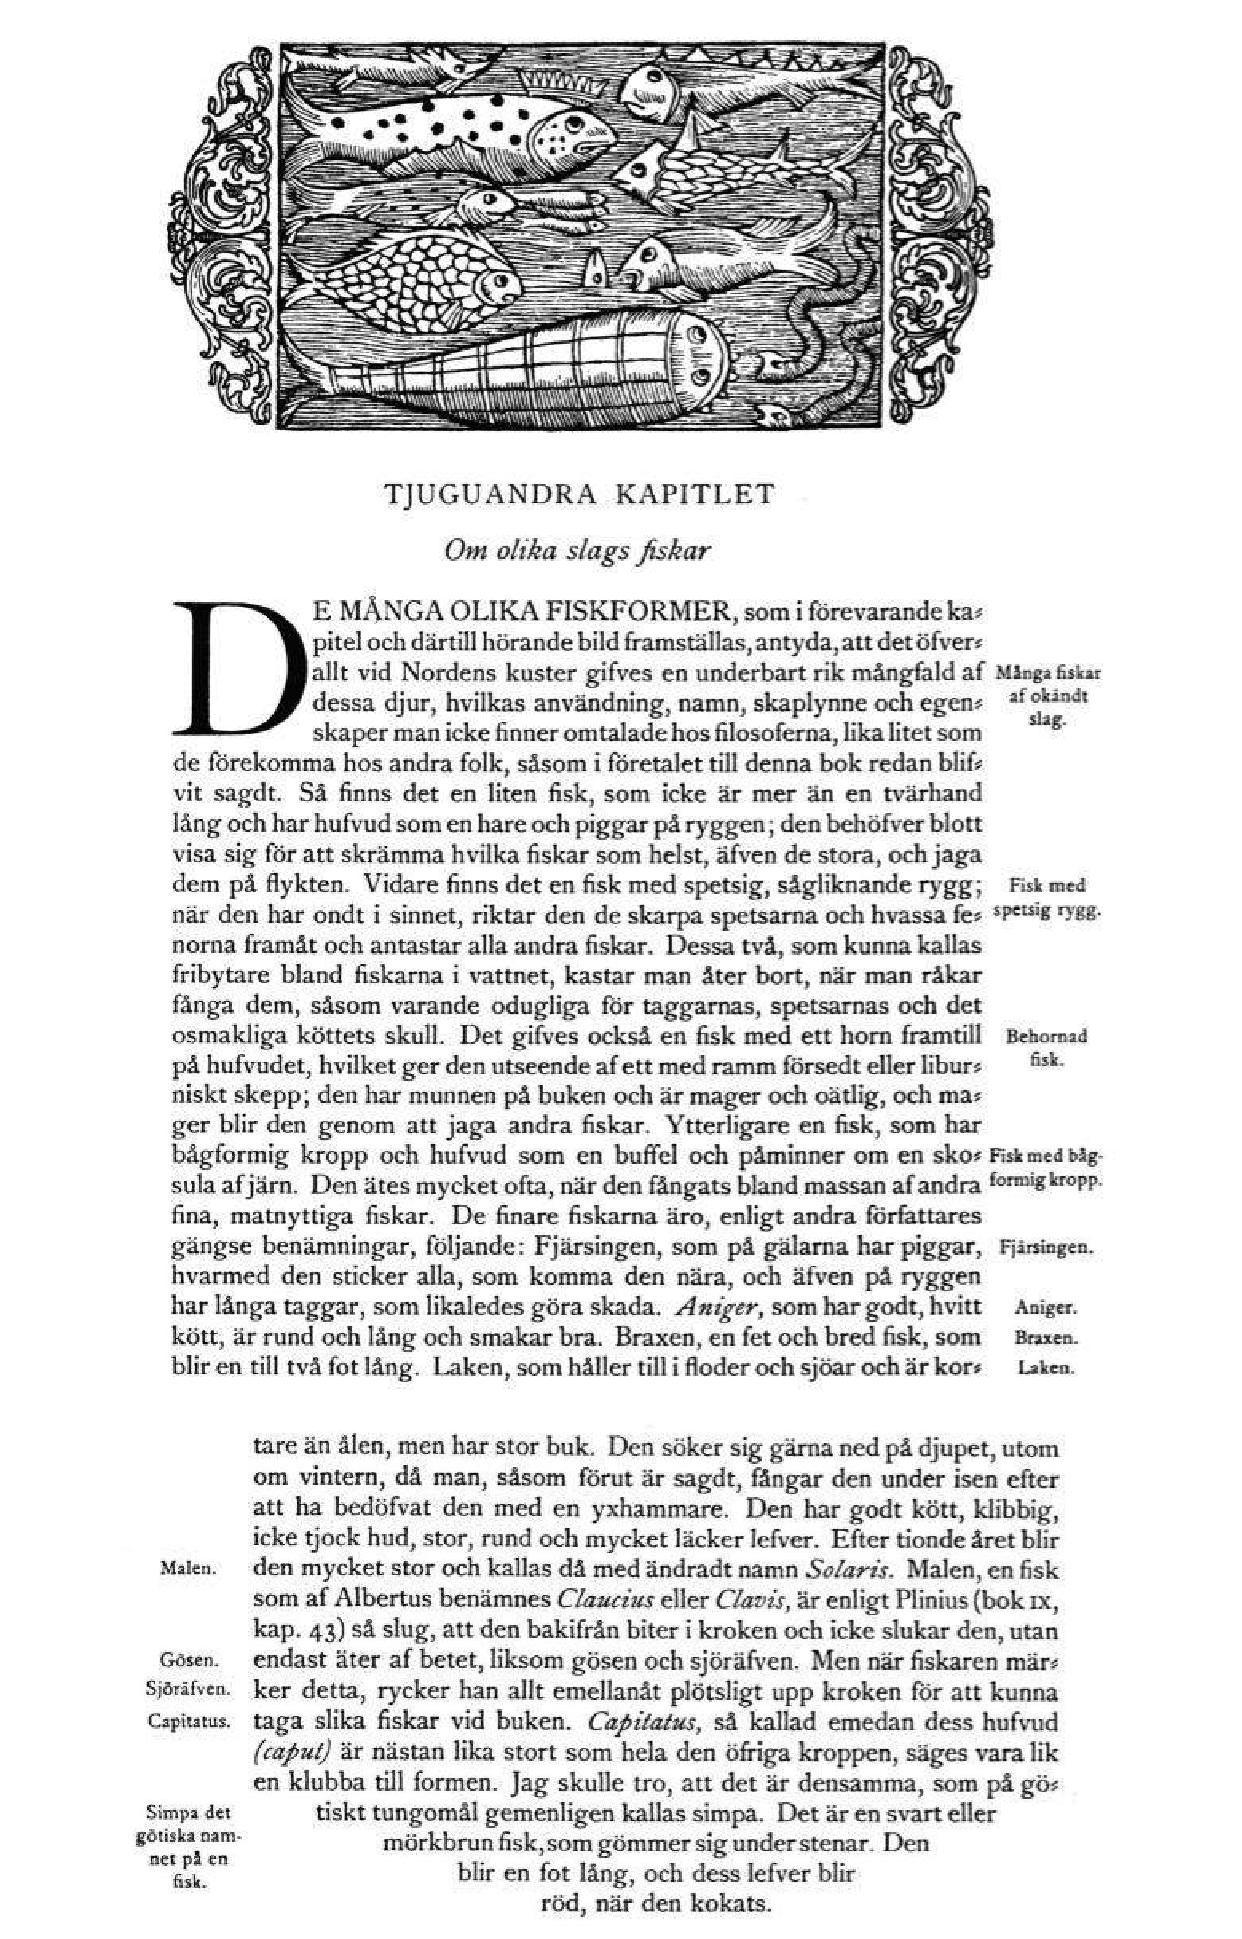 TJUGUANDRA KAPITLET
Om olika slags fiskar
DE MÅNGA OLIKA FISKFORMER, som i förevarande ka⸗
pitel och därtill hörande bild framställas, antyda, att det öfver⸗
allt vid Nordens kuster gifves en underbart rik mångfald af
Många fiskar
af okändt
slag.
dessa djur, hvilkas användning, namn, skaplynne och egen⸗
skaper man icke finner omtalade hos filosoferna, lika litet som
de förekomma hos andra folk, såsom i företalet till denna bok redan blif⸗
vit sagdt. Så finns det en liten fisk, som icke är mer än en tvärhand
lång och har hufvud som en hare och piggar på ryggen; den behöfver blott
visa sig för att skrämma hvilka fiskar som helst, äfven de stora, och jaga
dem på flykten. Vidare finns det en fisk med spetsig, sågliknande rygg;
Fisk med
spetsig rygg.
när den har ondt i sinnet, riktar den de skarpa spetsarna och hvassa fe⸗
norna framåt och antastar alla andra fiskar. Dessa två, som kunna kallas
fribytare bland fiskarna i vattnet, kastar man åter bort, när man råkar
fånga dem, såsom varande odugliga för taggarnas, spetsarnas och det
osmakliga köttets skull. Det gifves också en fisk med ett horn framtill
Behornad
fisk.
på hufvudet, hvilket ger den utseende af ett med ramm försedt eller libur⸗
niskt skepp; den har munnen på buken och är mager och oätlig, och ma⸗
ger blir den genom att jaga andra fiskar. Ytterligare en fisk, som har
bågformig kropp och hufvud som en buffel och påminner om en sko⸗
Fisk med båg-
formig kropp.
sula af järn. Den ätes mycket ofta, när den fångats bland massan af andra
fina, matnyttiga fiskar. De finare fiskarna äro, enligt andra författares
gängse benämningar, följande: Fjärsingen, som på gälarna har piggar,
Fjärsingen.
hvarmed den sticker alla, som komma den nära, och äfven på ryggen
har långa taggar, som likaledes göra skada. Aniger, som har godt, hvitt
Aniger.
kött, är rund och lång och smakar bra. Braxen, en fet och bred fisk, som
Braxen.
blir en till två fot lång. Laken, som håller till i floder och sjöar och är kor⸗
Laken.
tare än ålen, men har stor buk. Den söker sig gärna ned på djupet, utom
om vintern, då man, såsom förut är sagdt, fångar den under isen efter
att ha bedöfvat den med en yxhammare. Den har godt kött, klibbig,
icke tjock hud, stor, rund och mycket läcker lefver. Efter tionde året blir
Malen.
den mycket stor och kallas då med ändradt namn Solaris. Malen, en fisk
som af Albertus benämnes Claucius eller Clavis, är enligt Plinius (bok IX,
kap. 43) så slug, att den bakifrån biter i kroken och icke slukar den, utan
Gösen.
endast äter af betet, liksom gösen och sjöräfven. Men när fiskaren mär⸗
Sjöräfven.
ker detta, rycker han allt emellanåt plötsligt upp kroken för att kunna
Capitatus.
taga slika fiskar vid buken. Capitatus, så kallad emedan dess hufvud
(caput) är nästan lika stort som hela den öfriga kroppen, säges vara lik
en klubba till formen. Jag skulle tro, att det är densamma, som på gö⸗
Simpa det
götiska nam-
net på en
fisk.
tiskt tungomål gemenligen kallas simpa. Det är en svart eller
mörkbrun fisk, som gömmer sig under stenar. Den
blir en fot lång, och dess lefver blir
röd, när den kokats.